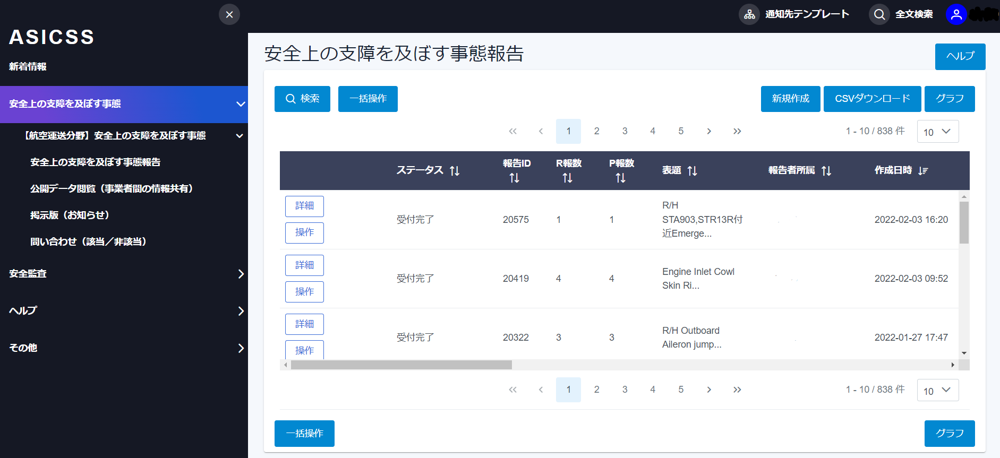 ASICSS
新着情報
安全上の支障を及ぼす事態
【航空運送分野】安全上の支障を及ぼす事態
安全上の支障を及ぼす事態報告
公開データ閲覧（事業者間の情報共有）
掲示版（お知らせ）
問い合わせ（該当／非該当）
安全監査
ヘルプ
その他
通知先テンプレート 全文検索
安全上の支障を及ぼす事態報告
ヘルプ
検索 一括操作 新規作成 CSVダウンロード グラフ
1 2 3 4 5 1 - 10 / 838 件 10
ステータス 報告ID R報数 P報数 表題 報告者所属 作成日時
詳細
操作
受付完了 20575 1 1
R/H
STA903,STR13R付
近Emerge...
2022-02-03 16:20
詳細
操作
受付完了 20419 4 4
Engine Inlet Cowl
Skin Ri...
2022-02-03 09:52
詳細
操作
受付完了 20322 3 3
R/H Outboard
Aileron jump...
2022-01-27 17:47
1 2 3 4 5 1 - 10 / 838 件 10
一括操作 グラフ